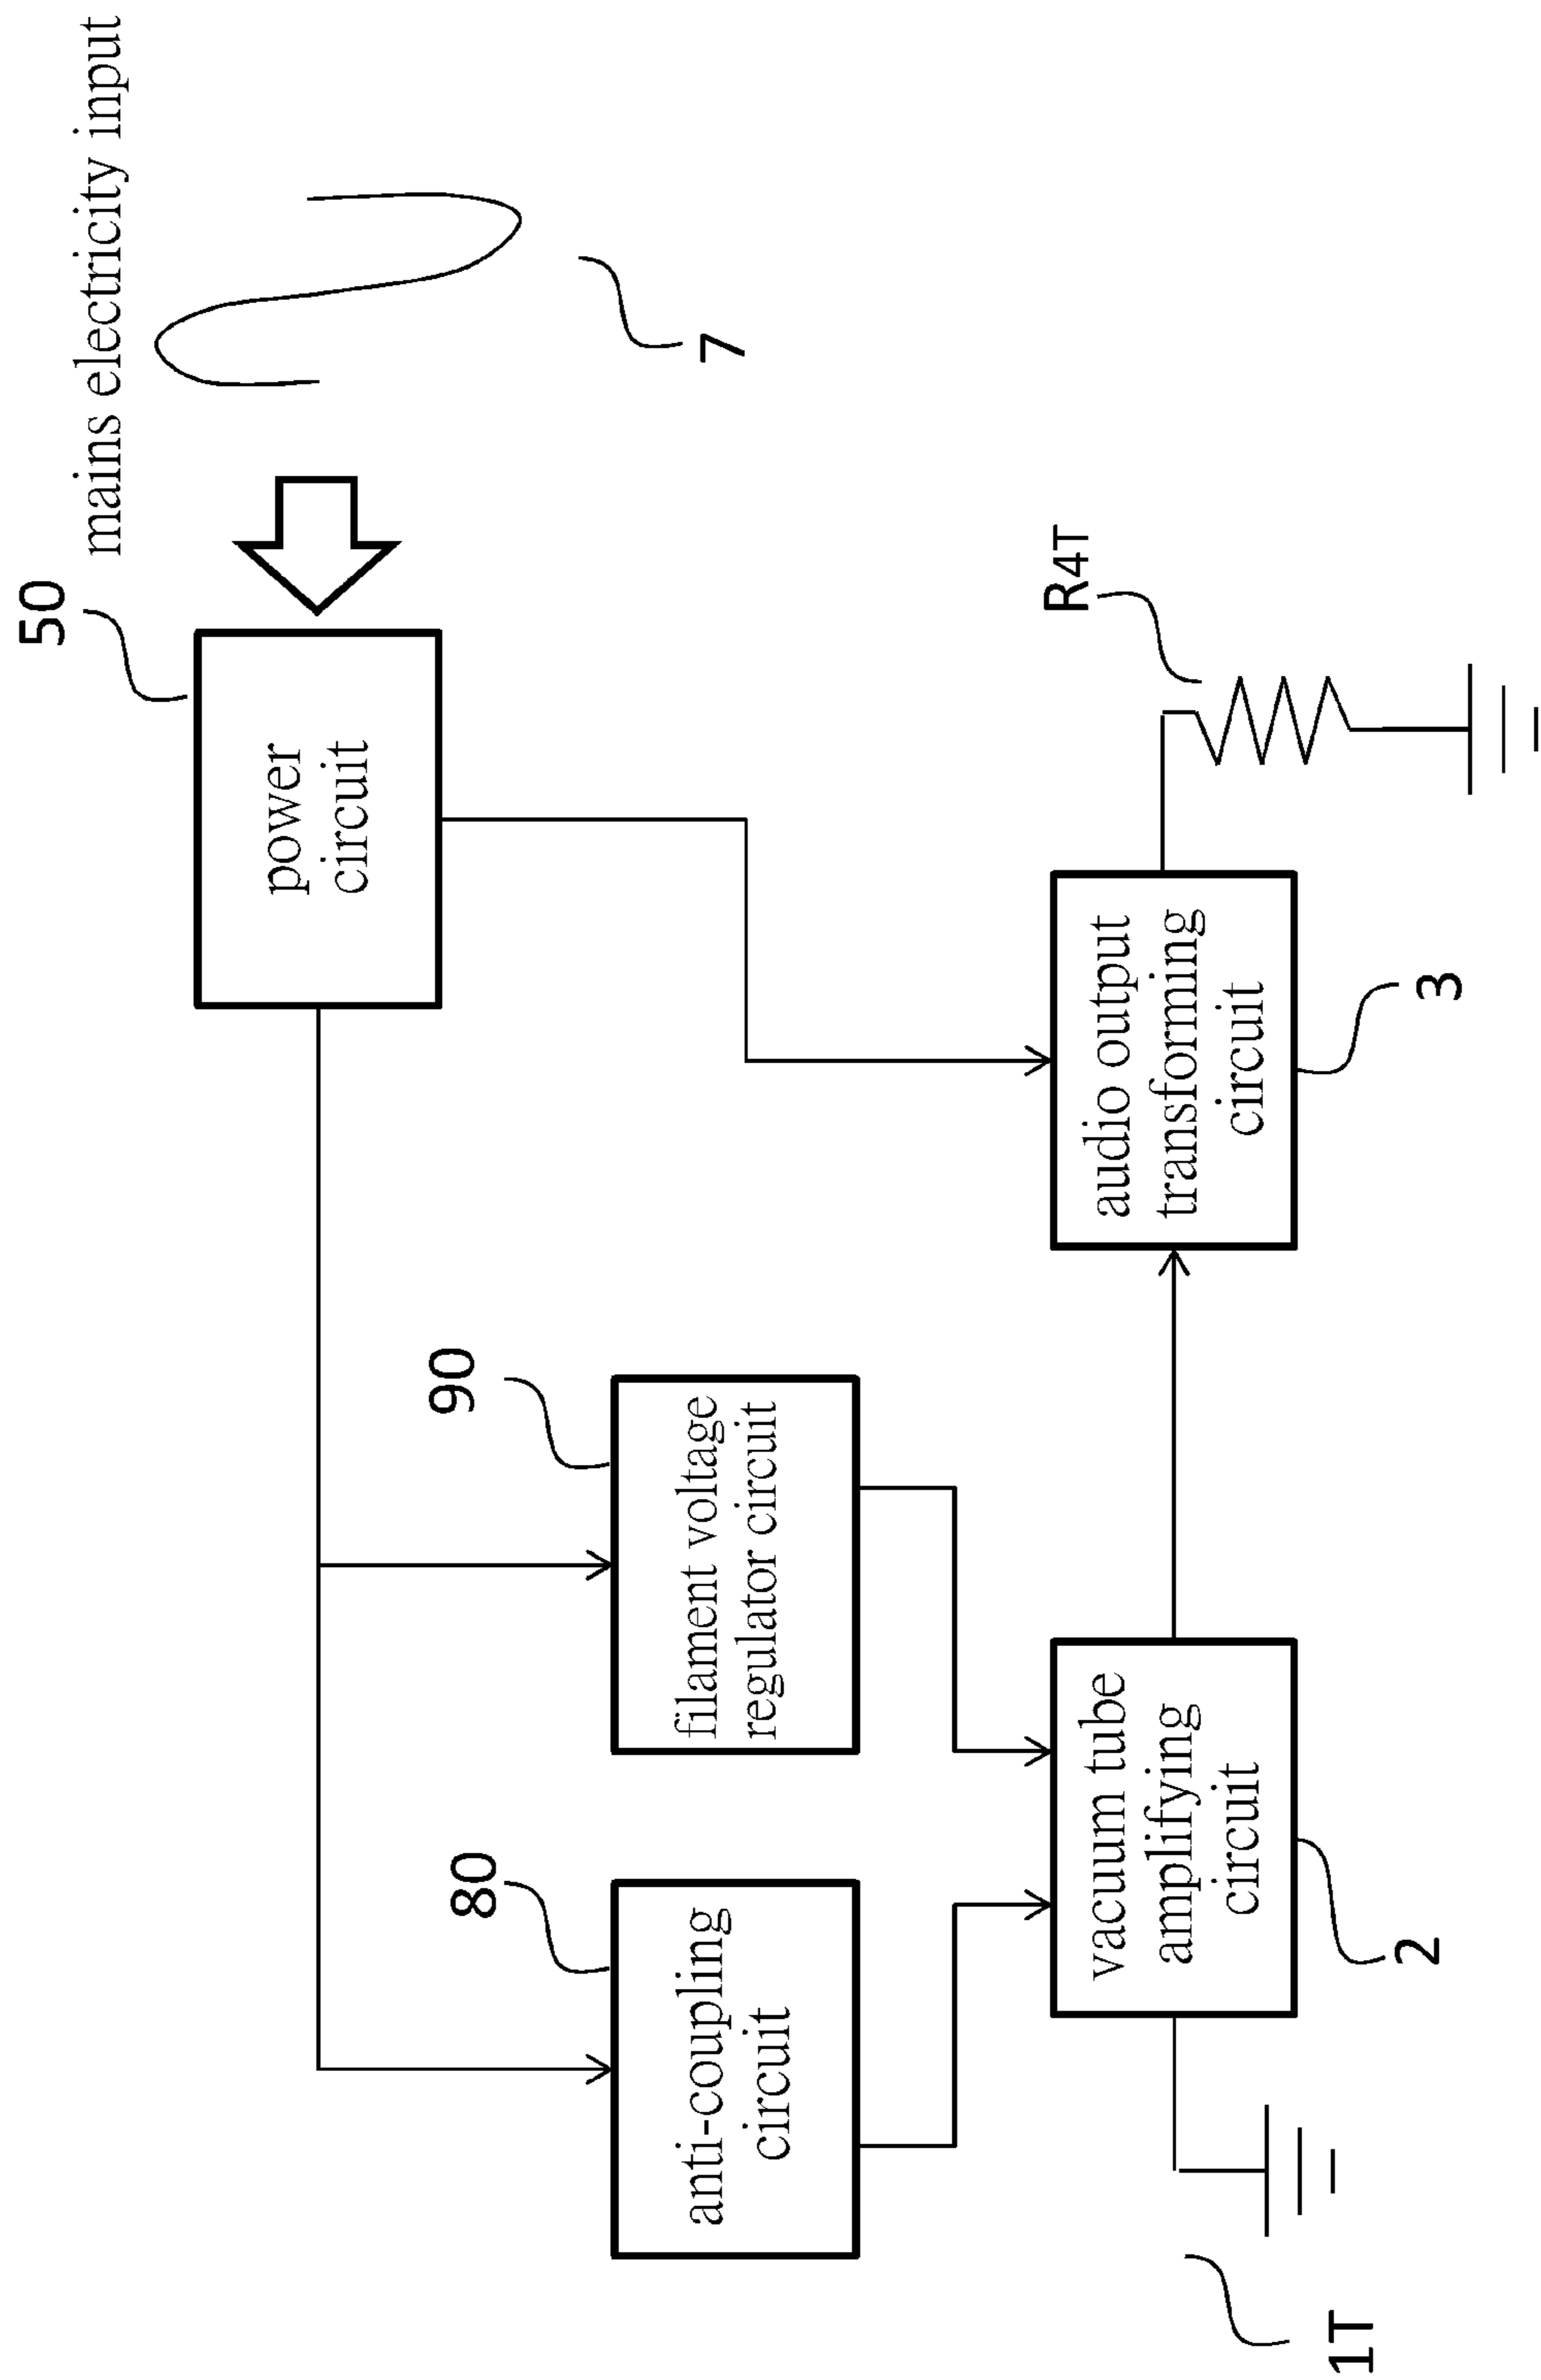 mains electricity input
50
power
circuit
7
90
filament voltage
regulator circuit
80
anti-coupling
circuit
R4T
audio output
transforming
circuit
3
vacuum tube
amplifying
circuit
2
1T